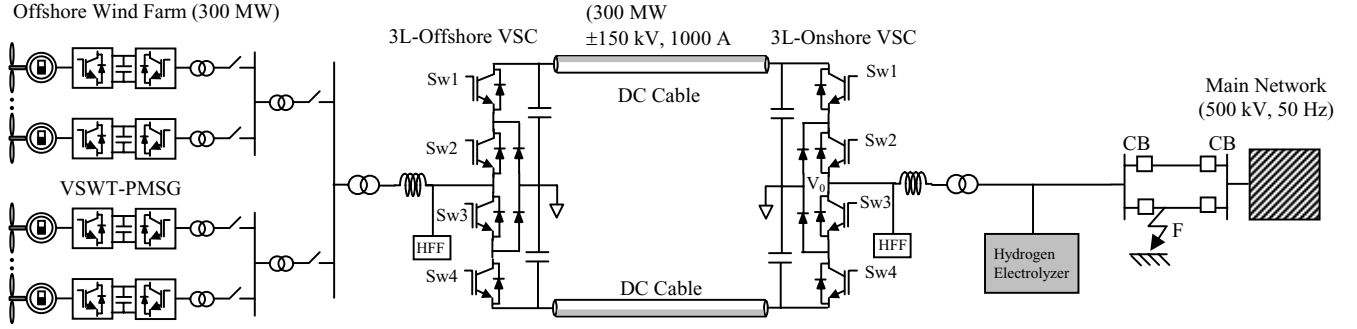 Offshore Wind Farm (300 MW)
VSWT-PMSG
3L-Offshore VSC
Sw1
Sw2
Sw3
Sw4
HFF
(300 MW
±150 kV, 1000 A
DC Cable
DC Cable
3L-Onshore VSC
Sw1
Sw2
V0
Sw3
Sw4
HFF
Hydrogen
Electrolyzer
CB
CB
F
Main Network
(500 kV, 50 Hz)